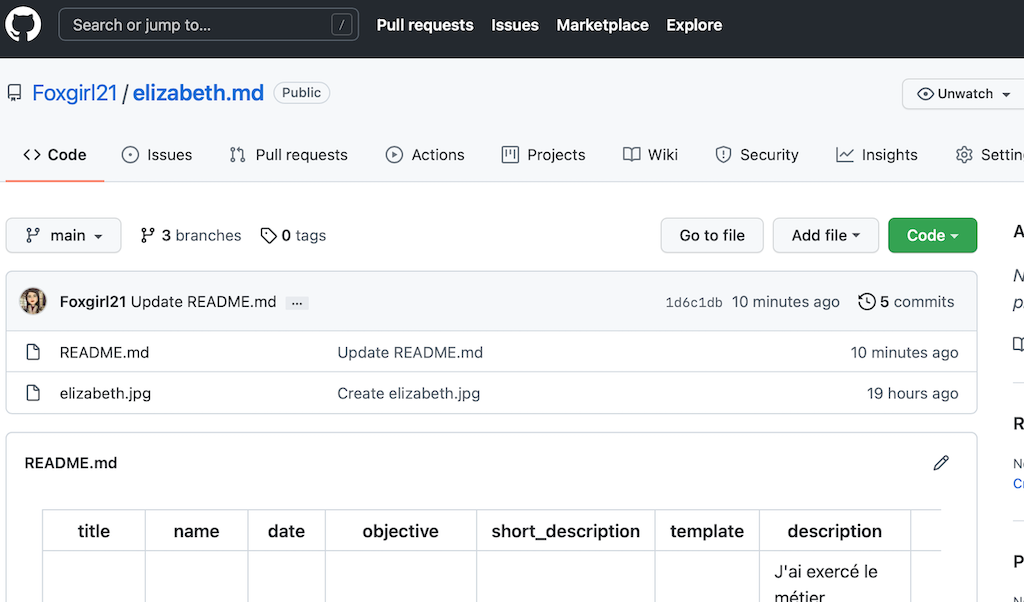 Search or jump to... /
Pull requests Issues Marketplace Explore
Foxgirl21 / elizabeth.md Public
Unwatch
Code Issues Pull requests Actions Projects Wiki Security Insights Settin
main 3 branches 0 tags
Go to file Add file Code
Foxgirl21 Update README.md ... 1d6c1db 10 minutes ago 5 commits
README.md Update README.md 10 minutes ago
elizabeth.jpg Create elizabeth.jpg 19 hours ago
README.md
title name date objective short_description template description
J'ai exercé le
métier